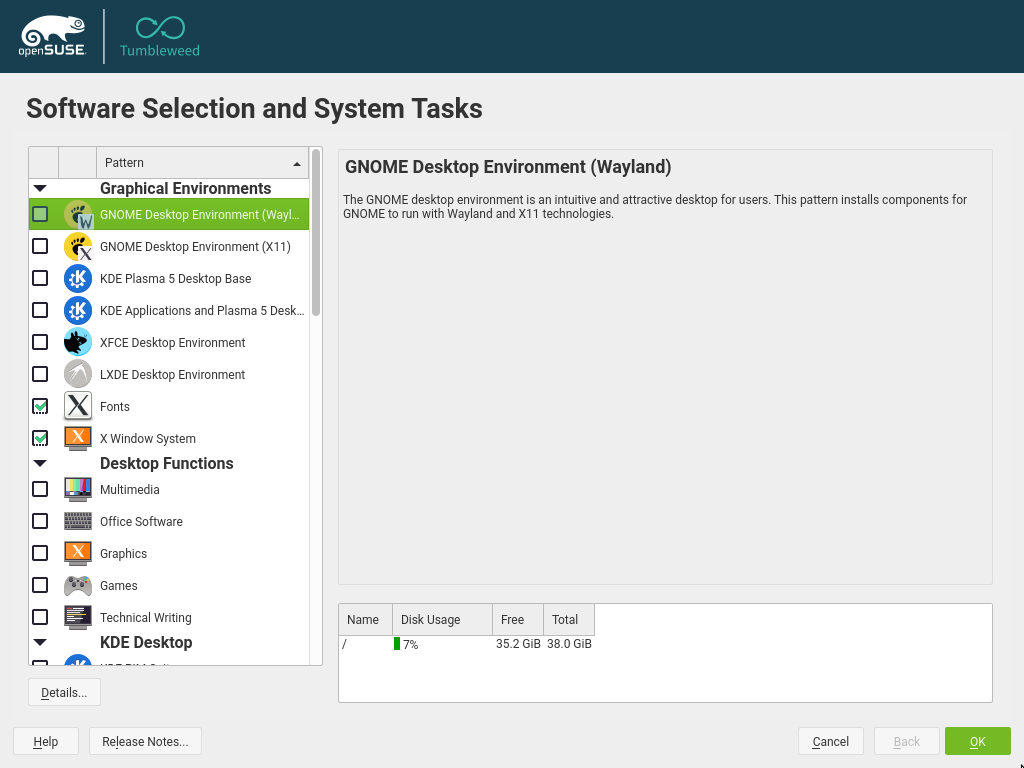 openSUSE.
Tumbleweed
Software Selection and System Tasks
Pattern
Graphical Environments
GNOME Desktop Environment (Wayl...
GNOME Desktop Environment (X11)
KDE Plasma 5 Desktop Base
KDE Applications and Plasma 5 Desk...
XFCE Desktop Environment
LXDE Desktop Environment
Fonts
X Window System
Desktop Functions
Multimedia
Office Software
Graphics
Games
Technical Writing
KDE Desktop
Details...
GNOME Desktop Environment (Wayland)
The GNOME desktop environment is an intuitive and attractive desktop for users. This pattern installs components for
GNOME to run with Wayland and X11 technologies.
Name Disk Usage Free Total
/ 7% 35.2 GiB 38.0 GiB
Help Release Notes... Cancel Back OK